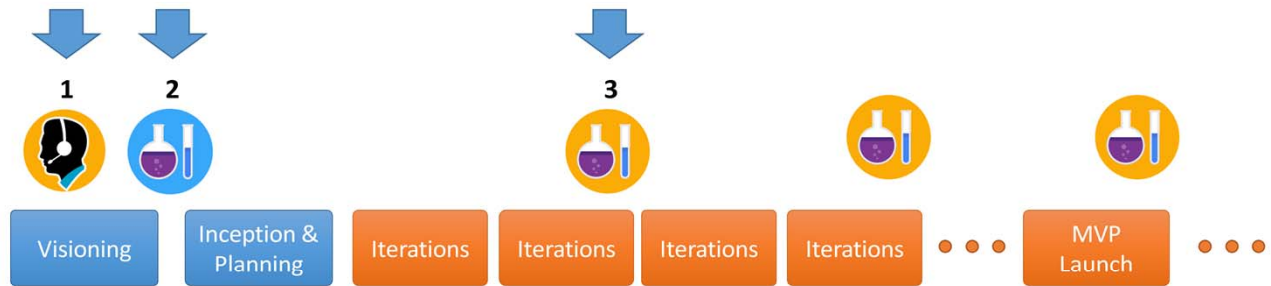 1 2 3
Visioning
Inception &
Planning
Iterations
Iterations
Iterations
Iterations
MVP
Launch